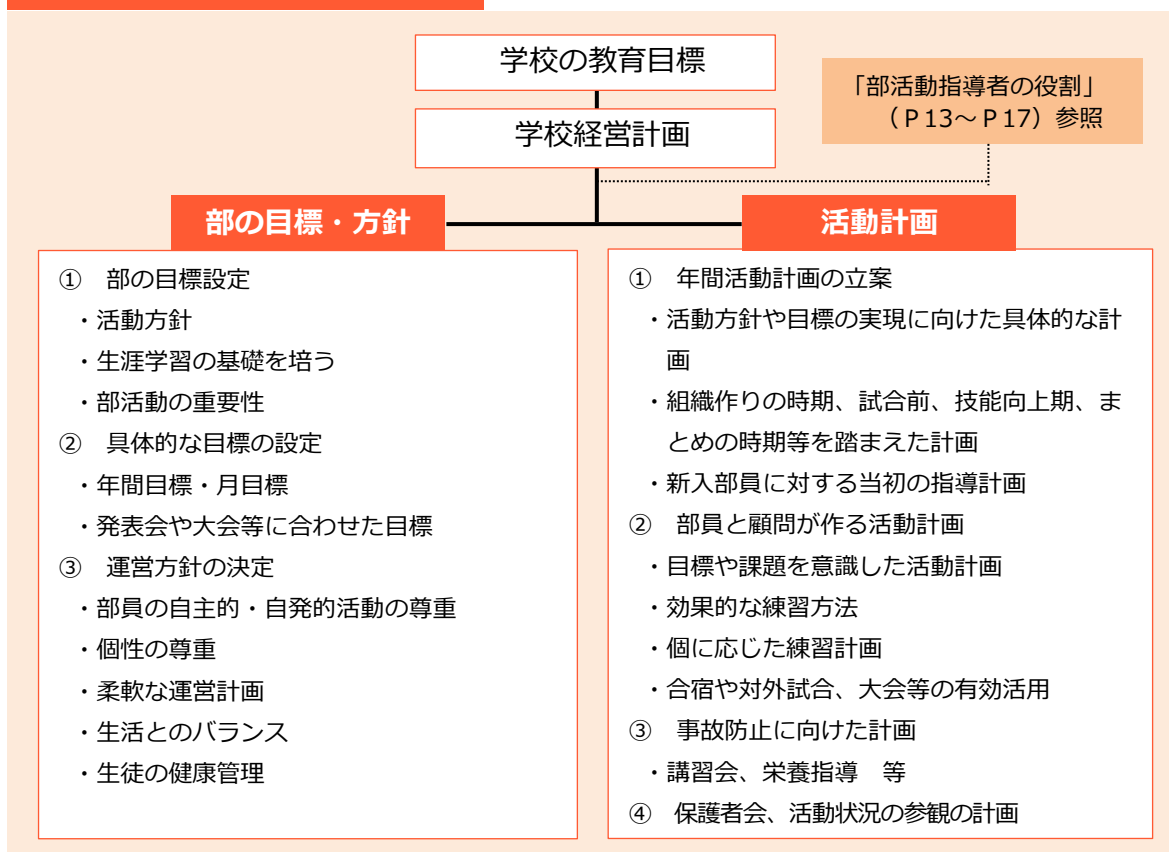 学校の教育目標
学校経営計画
「部活動指導者の役割」
（Ｐ13～Ｐ17）参照
部の目標・方針
① 部の目標設定
・活動方針
・生涯学習の基礎を培う
・部活動の重要性
② 具体的な目標の設定
・年間目標・月目標
・発表会や大会等に合わせた目標
③ 運営方針の決定
・部員の自主的・自発的活動の尊重
・個性の尊重
・柔軟な運営計画
・生活とのバランス
・生徒の健康管理
活動計画
① 年間活動計画の立案
・活動方針や目標の実現に向けた具体的な計
画
・組織作りの時期、試合前、技能向上期、ま
とめの時期等を踏まえた計画
・新入部員に対する当初の指導計画
② 部員と顧問が作る活動計画
・目標や課題を意識した活動計画
・効果的な練習方法
・個に応じた練習計画
・合宿や対外試合、大会等の有効活用
③ 事故防止に向けた計画
・講習会、栄養指導　等
④ 保護者会、活動状況の参観の計画